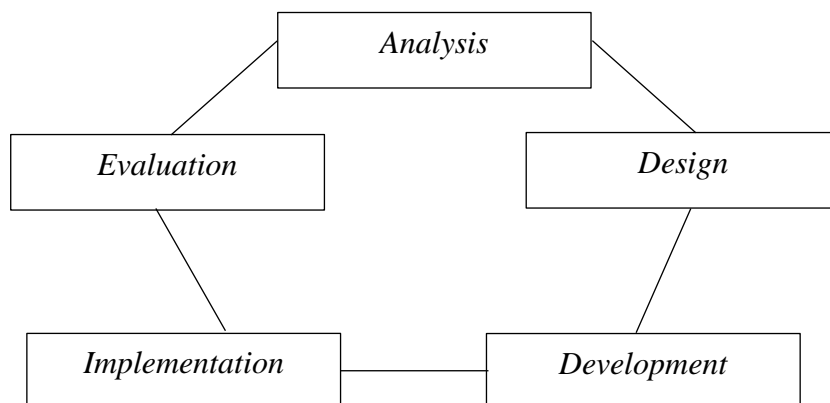 Analysis
Evaluation
Design
Implementation
Development